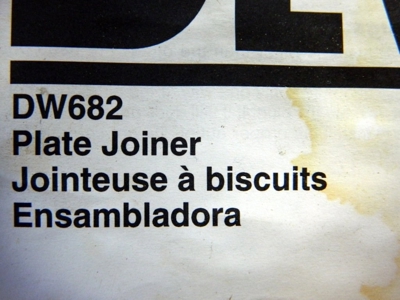 DW682
Plate Joiner
Jointeuse à biscuits
Ensambladora